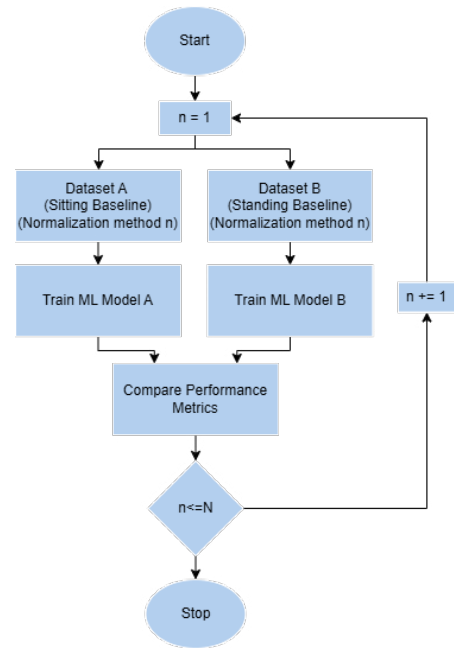 Start
n = 1
Dataset A
(Sitting Baseline)
(Normalization method n)
Dataset B
(Standing Baseline)
(Normalization method n)
Train ML Model A
Train ML Model B
n += 1
Compare Performance
Metrics
n<=N
Stop